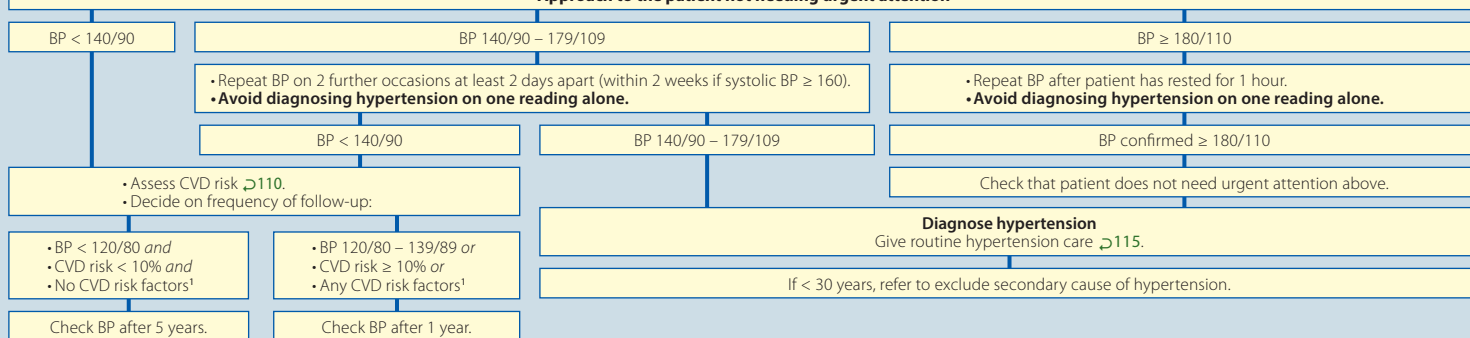 Approach to the patient not needing urgent attention
BP < 140/90
BP 140/90 – 179/109
BP ≥ 180/110
• Repeat BP on 2 further occasions at least 2 days apart (within 2 weeks if systolic BP ≥ 160).
• Avoid diagnosing hypertension on one reading alone.
• Repeat BP after patient has rested for 1 hour.
• Avoid diagnosing hypertension on one reading alone.
BP < 140/90
BP 140/90 – 179/109
BP confirmed ≥ 180/110
• Assess CVD risk ⮌110.
• Decide on frequency of follow-up:
Check that patient does not need urgent attention above.
Diagnose hypertension
Give routine hypertension care ⮌115.
• BP < 120/80 and
• CVD risk < 10% and
• No CVD risk factors¹
• BP 120/80 – 139/89 or
• CVD risk ≥ 10% or
• Any CVD risk factors¹
If < 30 years, refer to exclude secondary cause of hypertension.
Check BP after 5 years.
Check BP after 1 year.